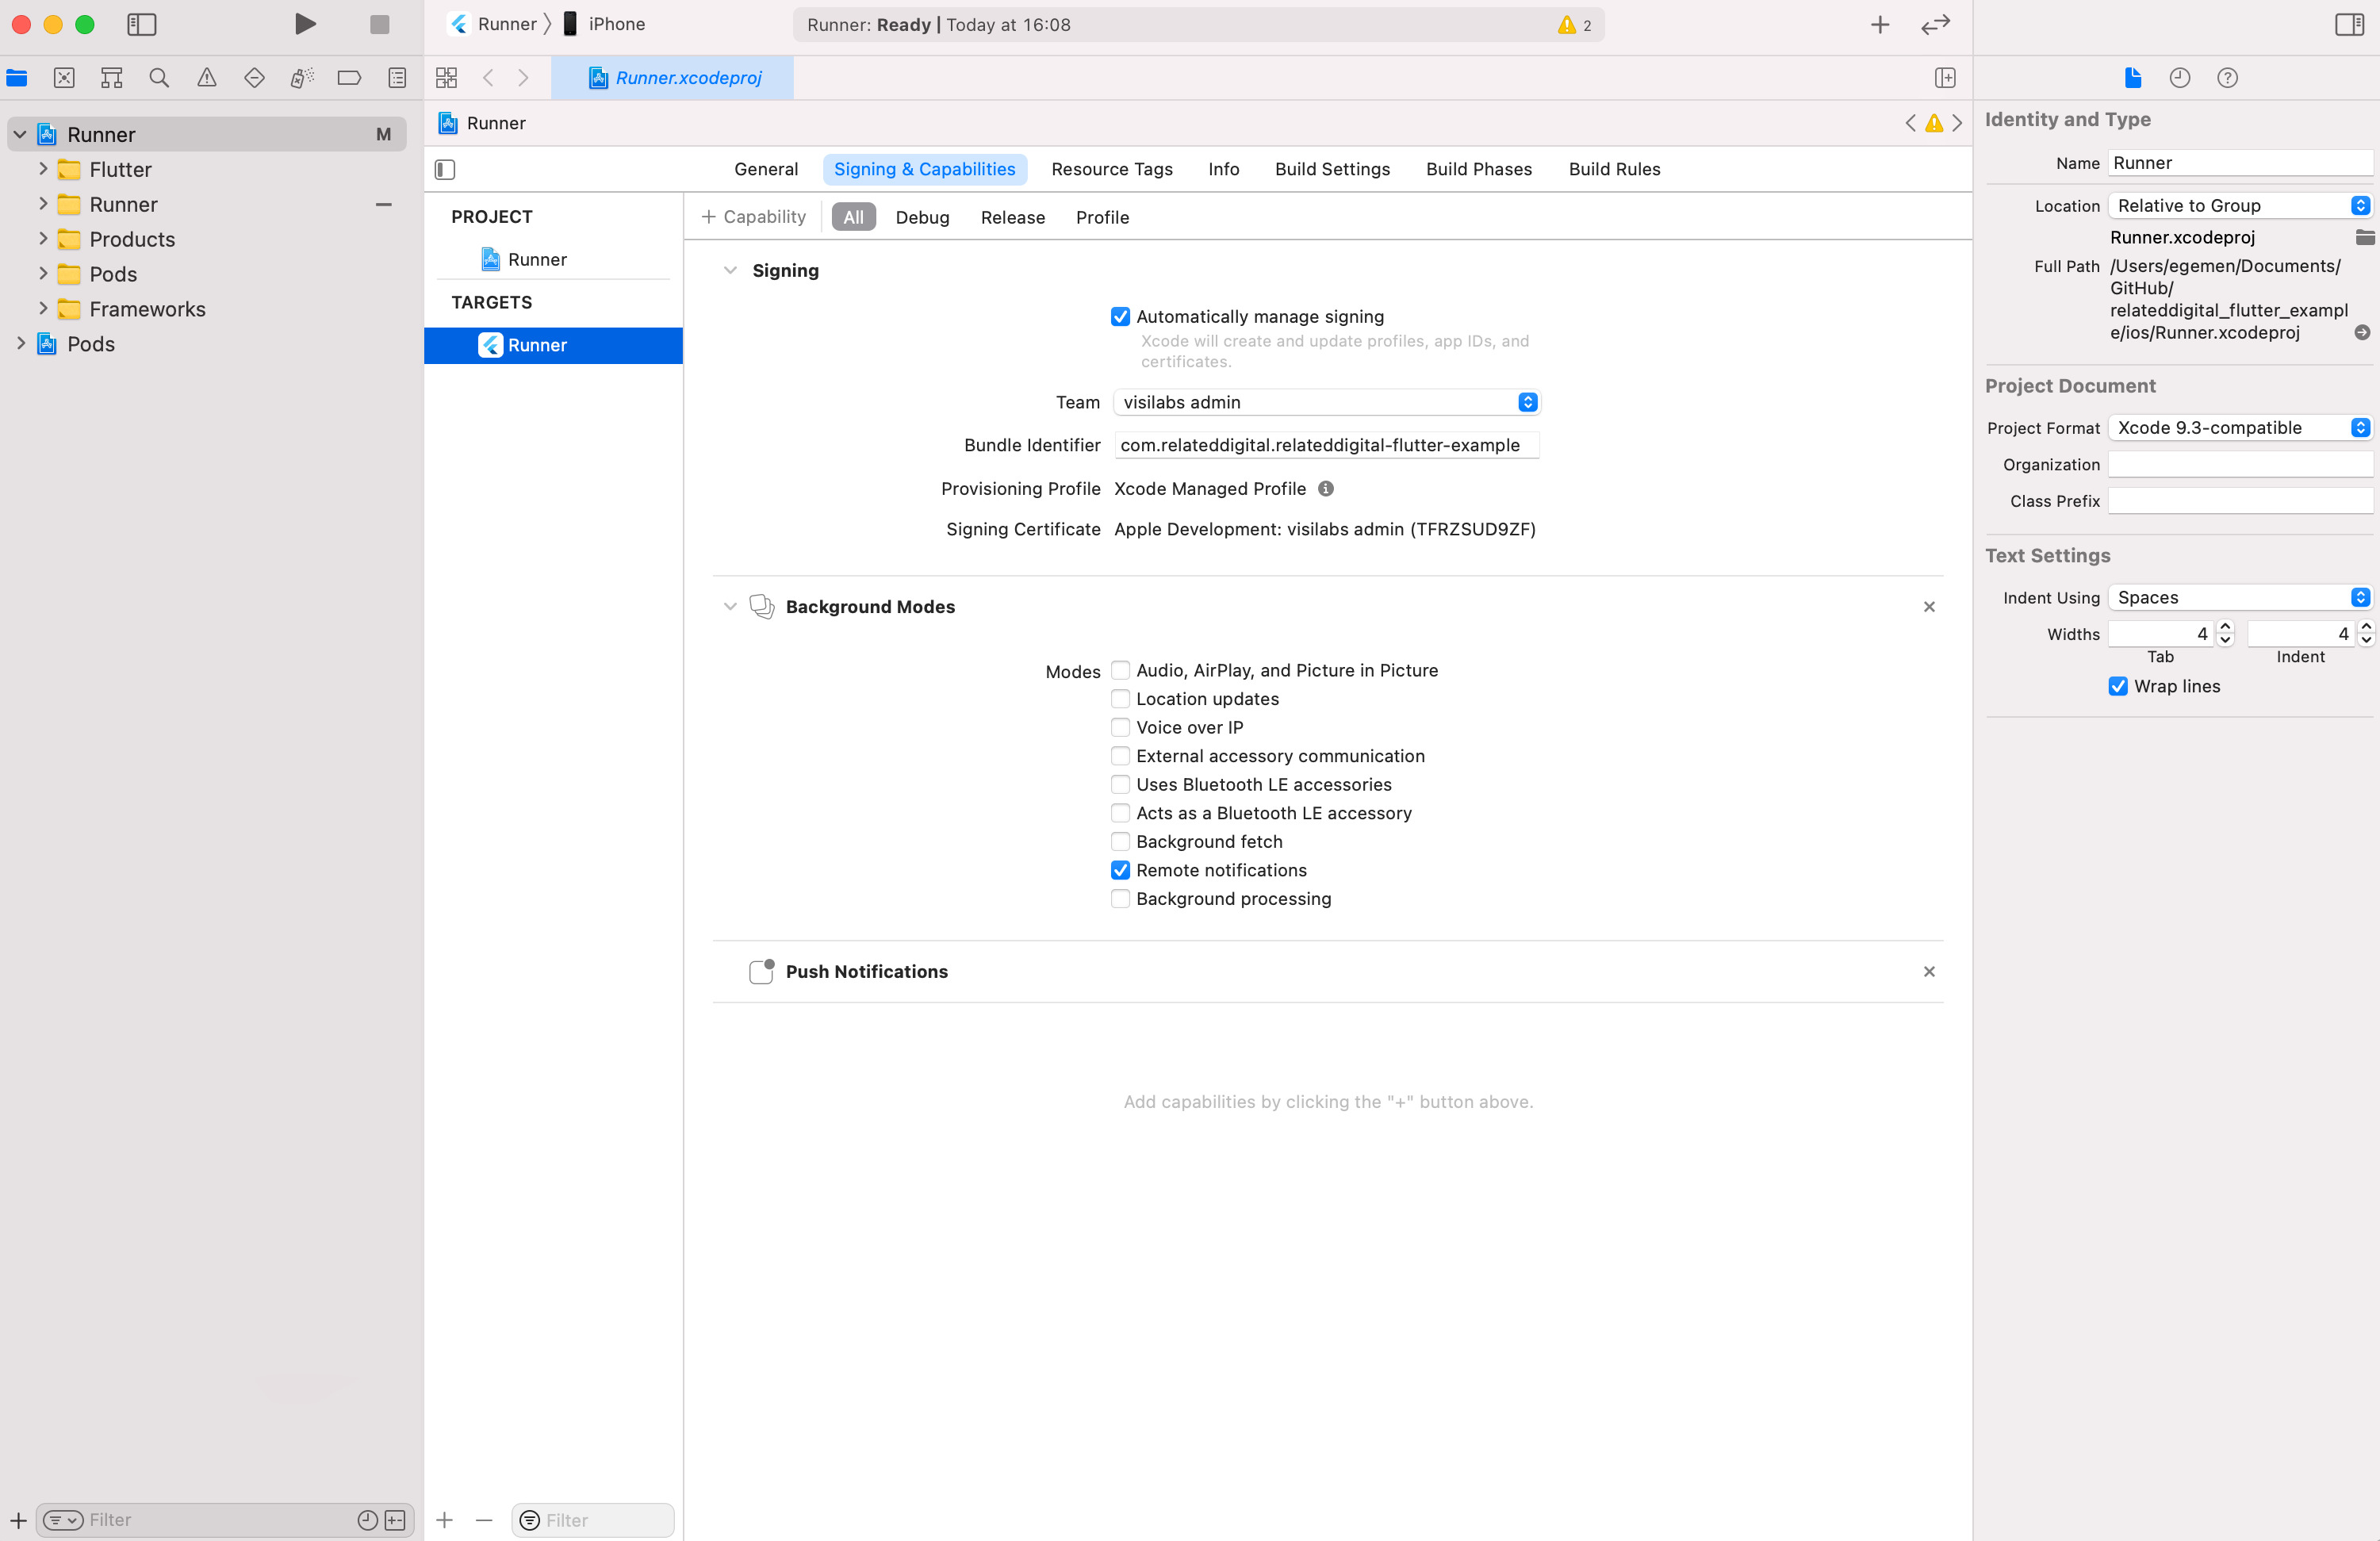 Runner
iPhone
Runner: Ready | Today at 16:08
2
Runner.xcodeproj
Runner M
Flutter
Runner
Products
Pods
Frameworks
Pods
Filter
Runner
General
Signing & Capabilities
Resource Tags
Info
Build Settings
Build Phases
Build Rules
PROJECT
Runner
TARGETS
Runner
Filter
+ Capability
All
Debug
Release
Profile
Signing
Automatically manage signing
Xcode will create and update profiles, app IDs, and
certificates.
Team visilabs admin
Bundle Identifier com.relateddigital.relateddigital-flutter-example
Provisioning Profile Xcode Managed Profile
Signing Certificate Apple Development: visilabs admin (TFRZSUD9ZF)
Background Modes
Modes Audio, AirPlay, and Picture in Picture
Location updates
Voice over IP
External accessory communication
Uses Bluetooth LE accessories
Acts as a Bluetooth LE accessory
Background fetch
Remote notifications
Background processing
Push Notifications
Add capabilities by clicking the "+" button above.
Identity and Type
Name Runner
Location Relative to Group
Runner.xcodeproj
Full Path /Users/egemen/Documents/
GitHub/
relateddigital_flutter_exampl
e/ios/Runner.xcodeproj
Project Document
Project Format Xcode 9.3-compatible
Organization
Class Prefix
Text Settings
Indent Using Spaces
Widths 4 4
Tab Indent
Wrap lines